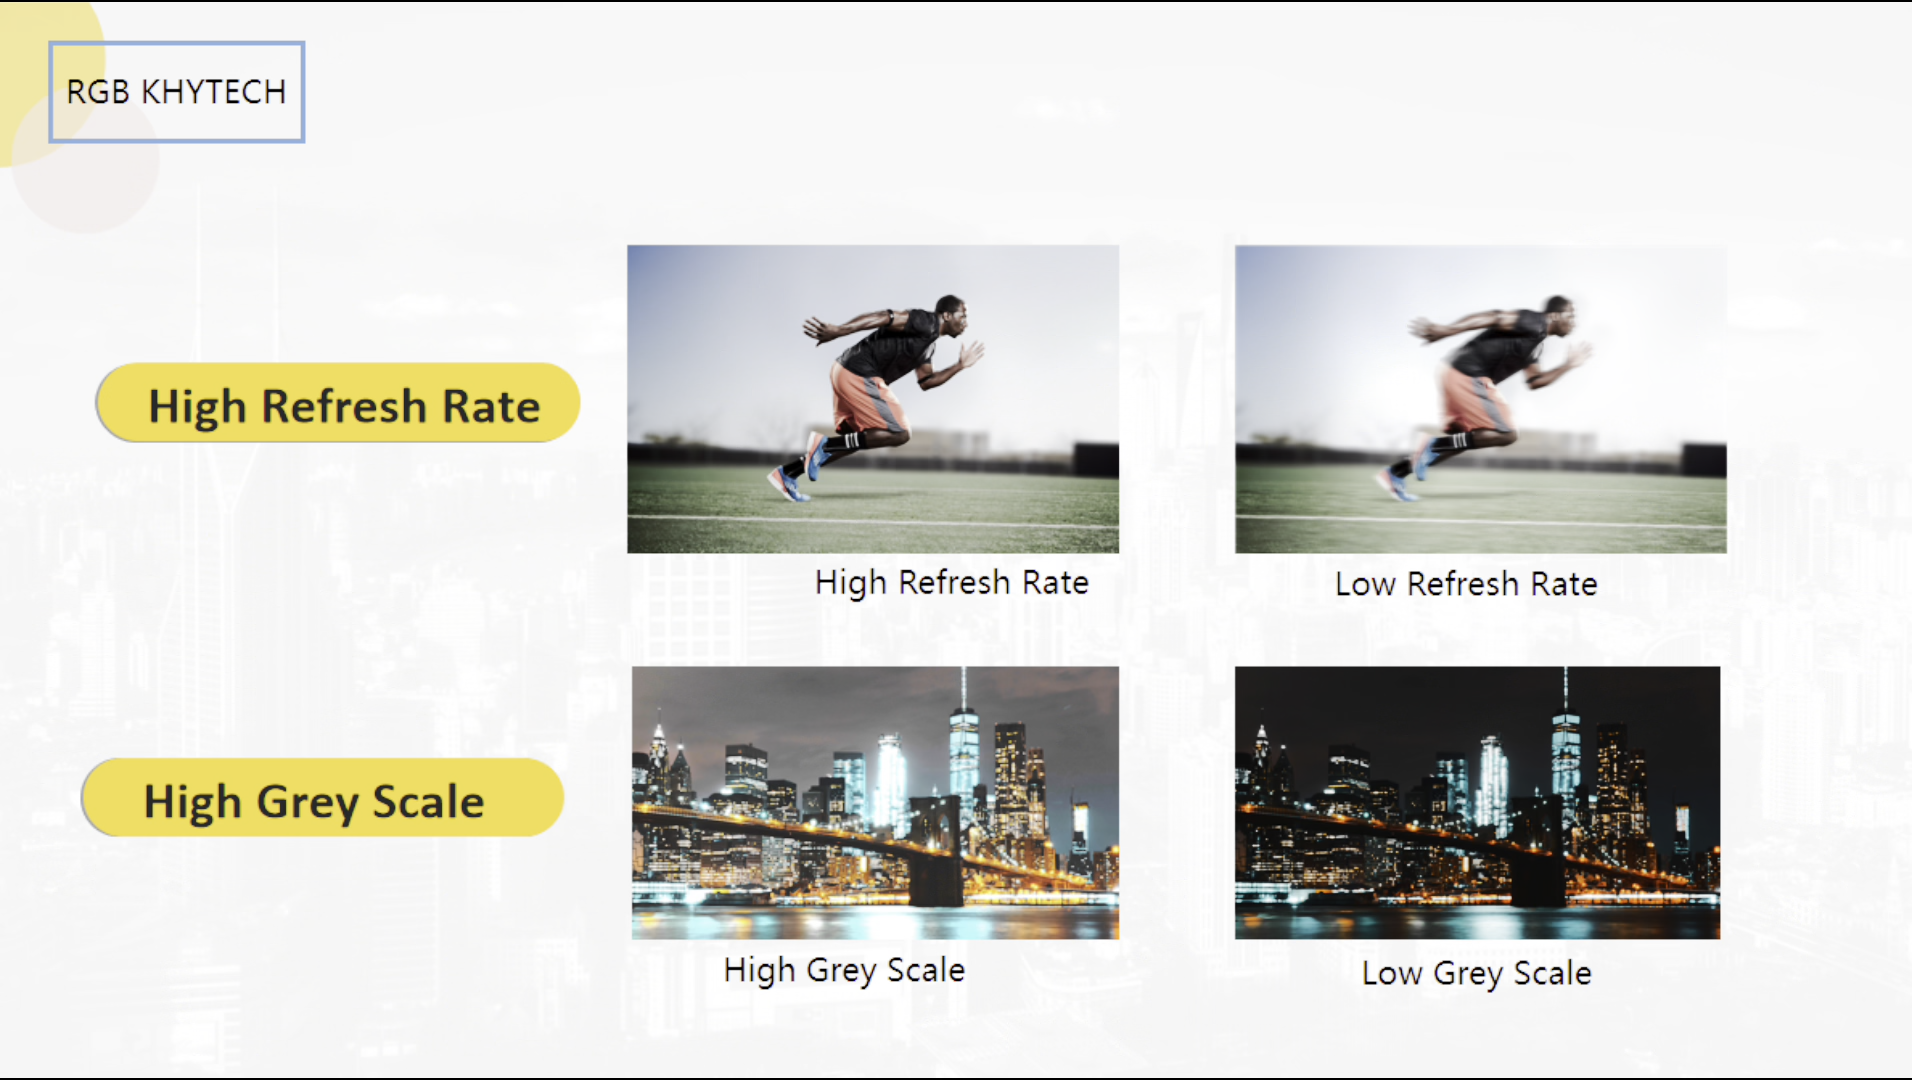 RGB KHYTECH
High Refresh Rate
High Refresh Rate
Low Refresh Rate
High Grey Scale
High Grey Scale
Low Grey Scale